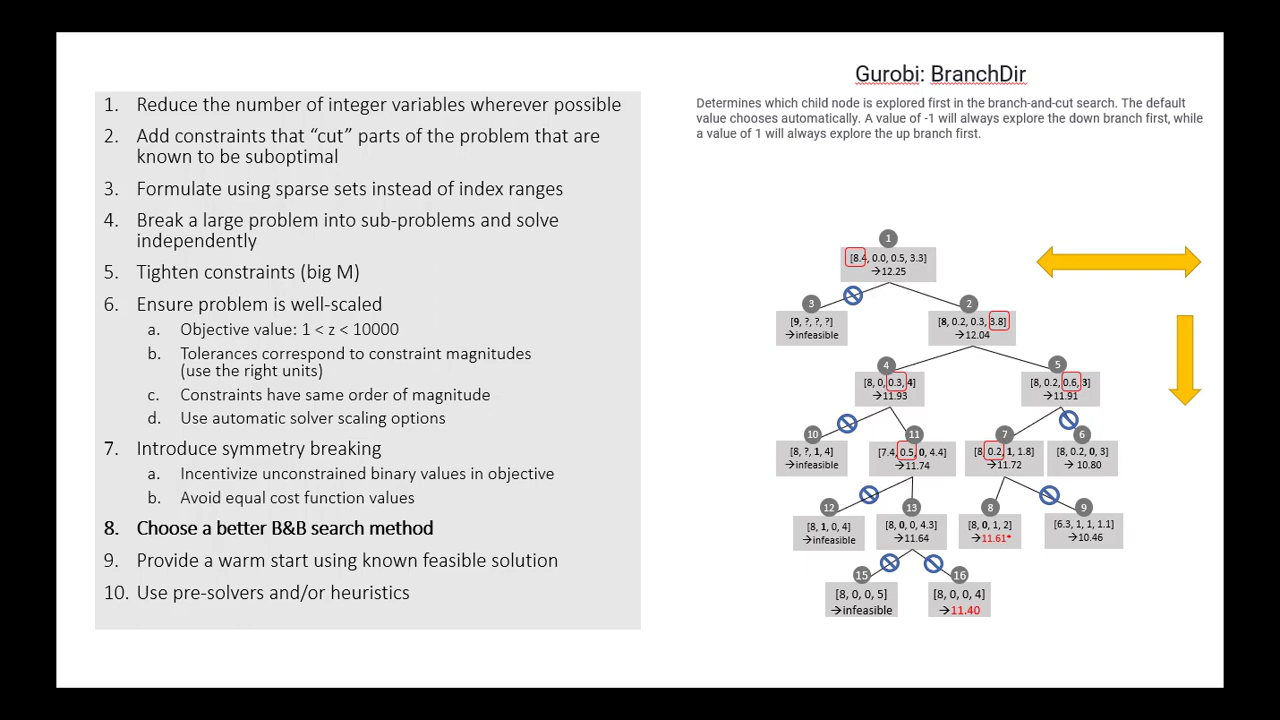 1. Reduce the number of integer variables wherever possible
2. Add constraints that “cut” parts of the problem that are
known to be suboptimal
3. Formulate using sparse sets instead of index ranges
4. Break a large problem into sub-problems and solve
independently
5. Tighten constraints (big M)
6. Ensure problem is well-scaled
a. Objective value: 1 < z < 10000
b. Tolerances correspond to constraint magnitudes
(use the right units)
c. Constraints have same order of magnitude
d. Use automatic solver scaling options
7. Introduce symmetry breaking
a. Incentivize unconstrained binary values in objective
b. Avoid equal cost function values
8. Choose a better B&B search method
9. Provide a warm start using known feasible solution
10. Use pre-solvers and/or heuristics
Gurobi: BranchDir
Determines which child node is explored first in the branch-and-cut search. The default
value chooses automatically. A value of -1 will always explore the down branch first, while
a value of 1 will always explore the up branch first.
1
[8.4, 0.0, 0.5, 3.3]
→12.25
3
[9, ?, ?, ?]
→infeasible
2
[8, 0.2, 0.3, 3.8]
→12.04
4
[8, 0, 0.3, 4]
→11.93
5
[8, 0.2, 0.6, 3]
→11.91
10
[8, ?, 1, 4]
→infeasible
11
[7.4, 0.5, 0, 4.4]
→11.74
7
[8, 0.2, 1, 1.8]
→11.72
6
[8, 0.2, 0, 3]
→ 10.80
12
[8, 1, 0, 4]
→infeasible
13
[8, 0, 0, 4.3]
→11.64
8
[8, 0, 1, 2]
→11.61*
9
[6.3, 1, 1, 1.1]
→10.46
15
[8, 0, 0, 5]
→infeasible
16
[8, 0, 0, 4]
→11.40